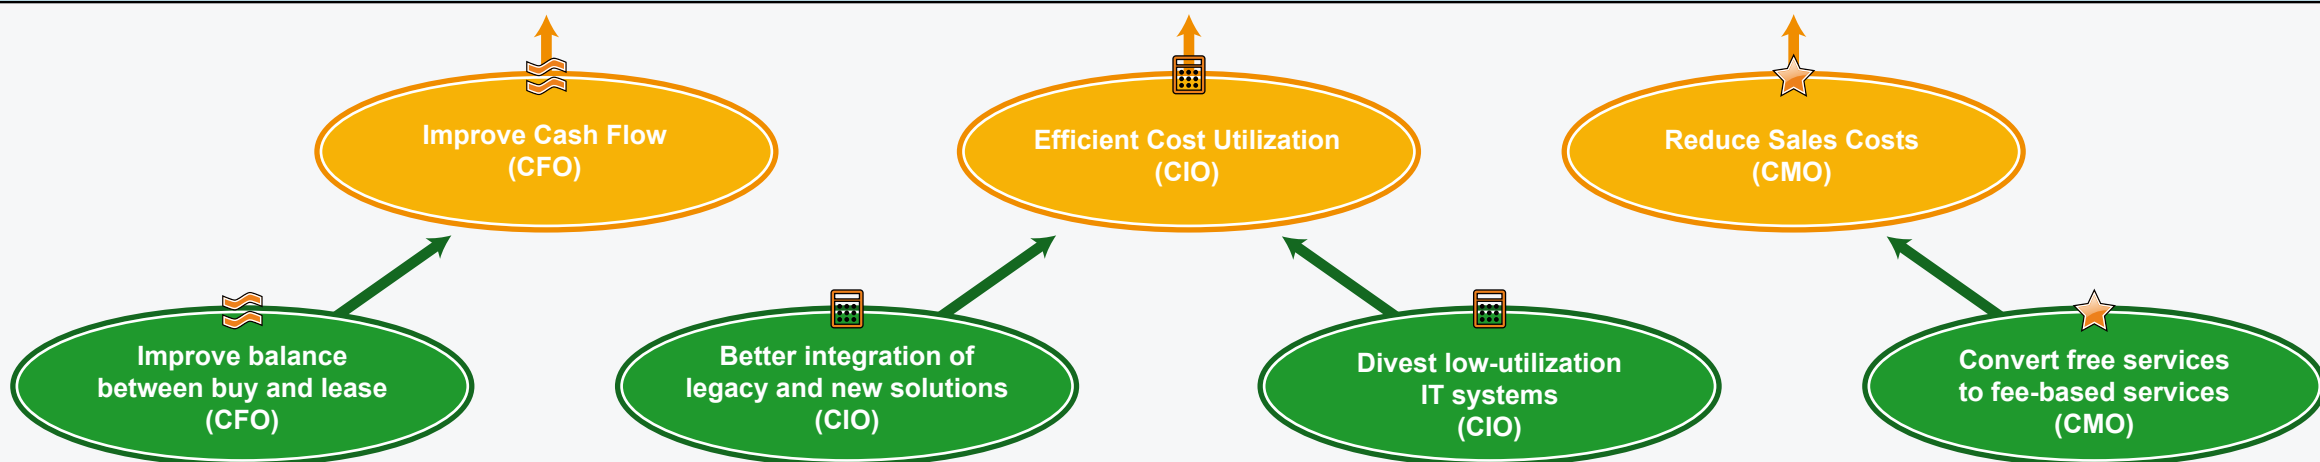 Improve Cash Flow
(CFO)
Efficient Cost Utilization
(CIO)
Reduce Sales Costs
(CMO)
Improve balance
between buy and lease
(CFO)
Better integration of
legacy and new solutions
(CIO)
Divest low-utilization
IT systems
(CIO)
Convert free services
to fee-based services
(CMO)